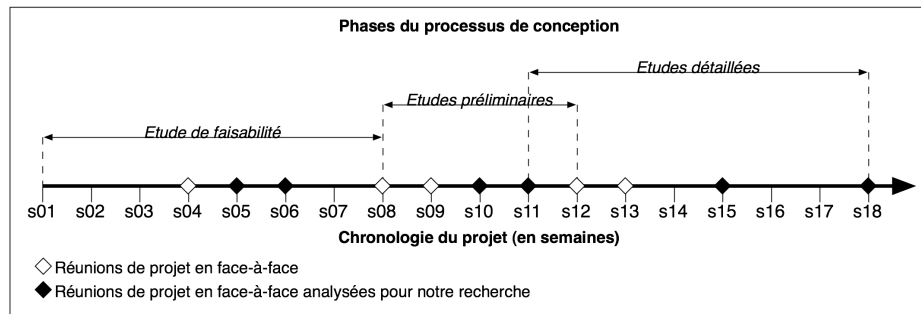 Phases du processus de conception
Etudes détaillées
Etudes préliminaires
Etude de faisabilité
s01 s02 s03 s04 s05 s06 s07 s08 s09 s10 s11 s12 s13 s14 s15 s16 s17 s18
Chronologie du projet (en semaines)
Réunions de projet en face-à-face
Réunions de projet en face-à-face analysées pour notre recherche